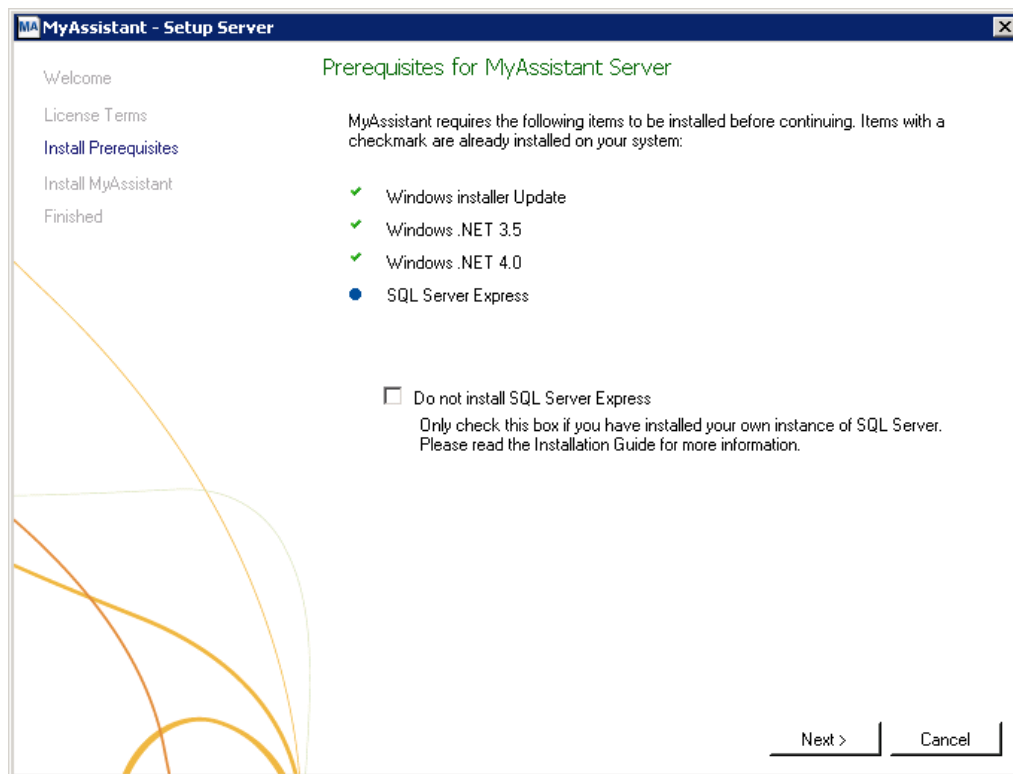 MA MyAssistant - Setup Server
Welcome
License Terms
Install Prerequisites
Install MyAssistant
Finished
Prerequisites for MyAssistant Server
MyAssistant requires the following items to be installed before continuing. Items with a
checkmark are already installed on your system:
Windows installer Update
Windows .NET 3.5
Windows .NET 4.0
SQL Server Express
Do not install SQL Server Express
Only check this box if you have installed your own instance of SQL Server.
Please read the Installation Guide for more information.
Next >
Cancel